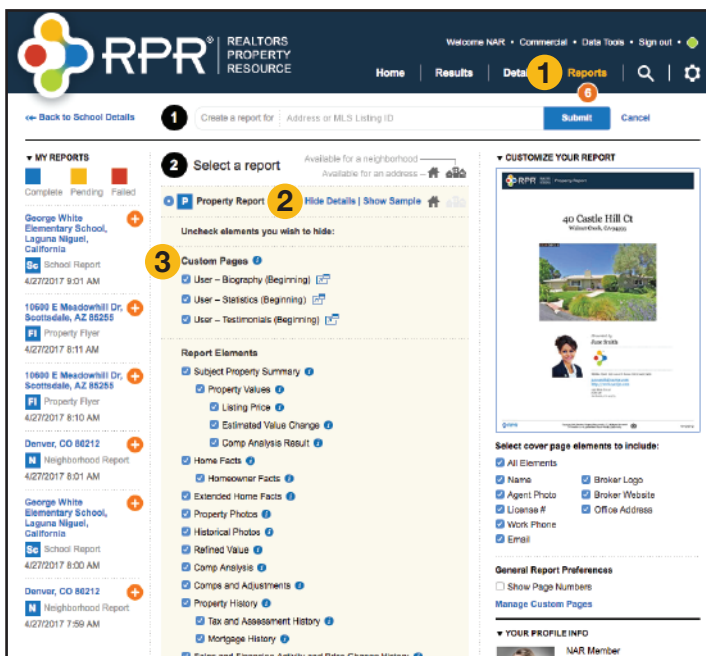 RPR® REALTORS PROPERTY RESOURCE
Welcome NAR • Commercial • Data Tools • Sign out •
Home | Results | Detai 1 Reports
6
Back to School Details
1 Create a report for Address or MLS Listing ID Submit Cancel
▼ MY REPORTS
Complete Pending Failed
George White
Elementary School,
Laguna Niguel,
California
Sc School Report
4/27/2017 9:01 AM
10600 E Meadowhill Dr,
Scottsdale, AZ 85255
Fl Property Flyer
4/27/2017 8:11 AM
10600 E Meadowhill Dr,
Scottsdale, AZ 85255
Fl Property Flyer
4/27/2017 8:10 AM
Denver, CO 80212
N Neighborhood Report
4/27/2017 8:01 AM
George White
Elementary School,
Laguna Niguel,
California
Sc School Report
4/27/2017 8:00 AM
Denver, CO 80212
N Neighborhood Report
4/27/2017 7:59 AM
2 Select a report
Available for a neighborhood
Available for an address
P Property Report 2 Hide Details | Show Sample
Uncheck elements you wish to hide:
3
Custom Pages
User – Biography (Beginning)
User – Statistics (Beginning)
User – Testimonials (Beginning)
Report Elements
Subject Property Summary
Property Values
Listing Price
Estimated Value Change
Comp Analysis Result
Home Facts
Homeowner Facts
Extended Home Facts
Property Photos
Historical Photos
Refined Value
Comp Analysis
Comps and Adjustments
Property History
Tax and Assessment History
Mortgage History
Sales and Financing Activity and Price Change History
▼ CUSTOMIZE YOUR REPORT
RPR Property Report
40 Castle Hill Ct
Select cover page elements to include:
All Elements
Name
Agent Photo
License #
Work Phone
Email
Broker Logo
Broker Website
Office Address
General Report Preferences
Show Page Numbers
Manage Custom Pages
▼ YOUR PROFILE INFO
NAR Member